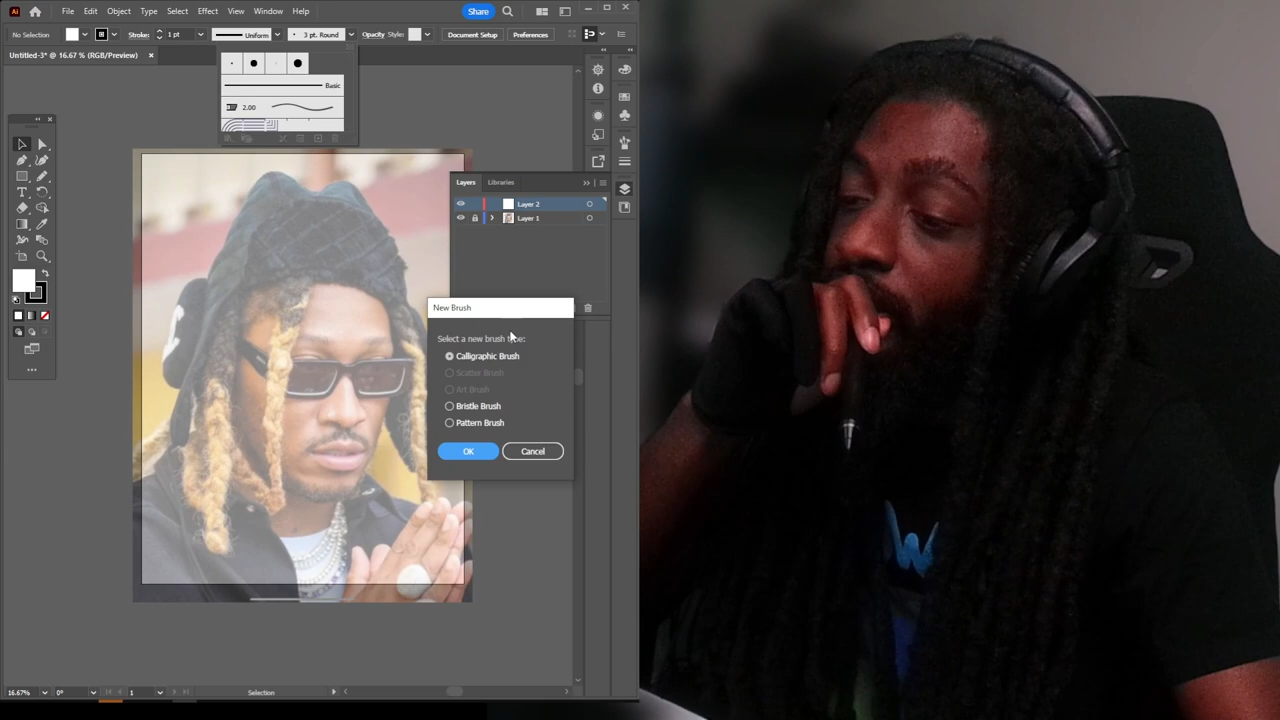 Ai File Edit Object Type Select Effect View Window Help Share
No Selection Stroke: 1 pt Uniform 3 pt. Round Opacity Style: Document Setup Preferences
Untitled-3* @ 16.67 % (RGB/Preview)
Basic
2.00
Layers Libraries
Layer 2
Layer 1
New Brush
Select a new brush type:
Calligraphic Brush
Scatter Brush
Art Brush
Bristle Brush
Pattern Brush
OK Cancel
16.67% 0° 1 Selection